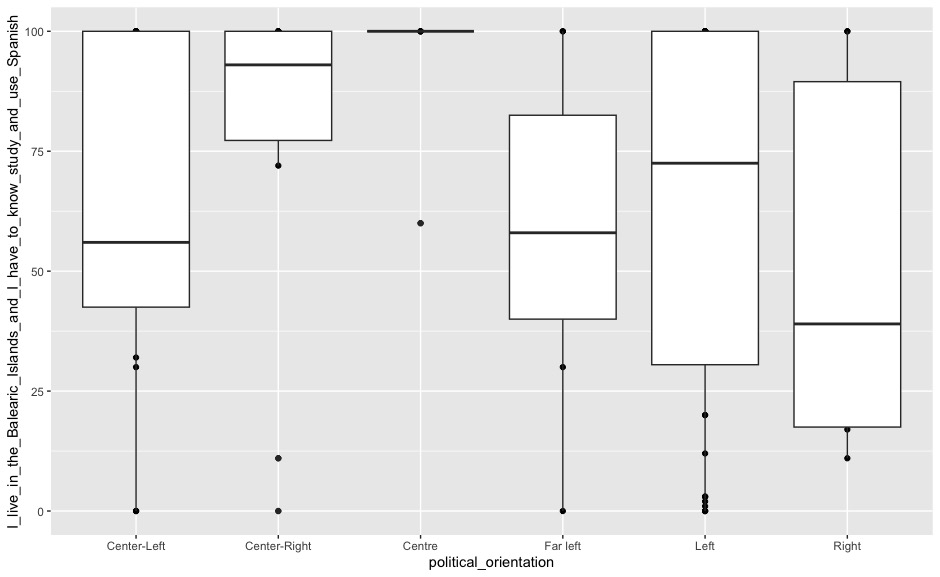 I_live_in_the_Balearic_Islands_and_I_have_to_know_study_and_use_Spanish
100
75
50
25
0
Center-Left Center-Right Centre Far left Left Right
political_orientation